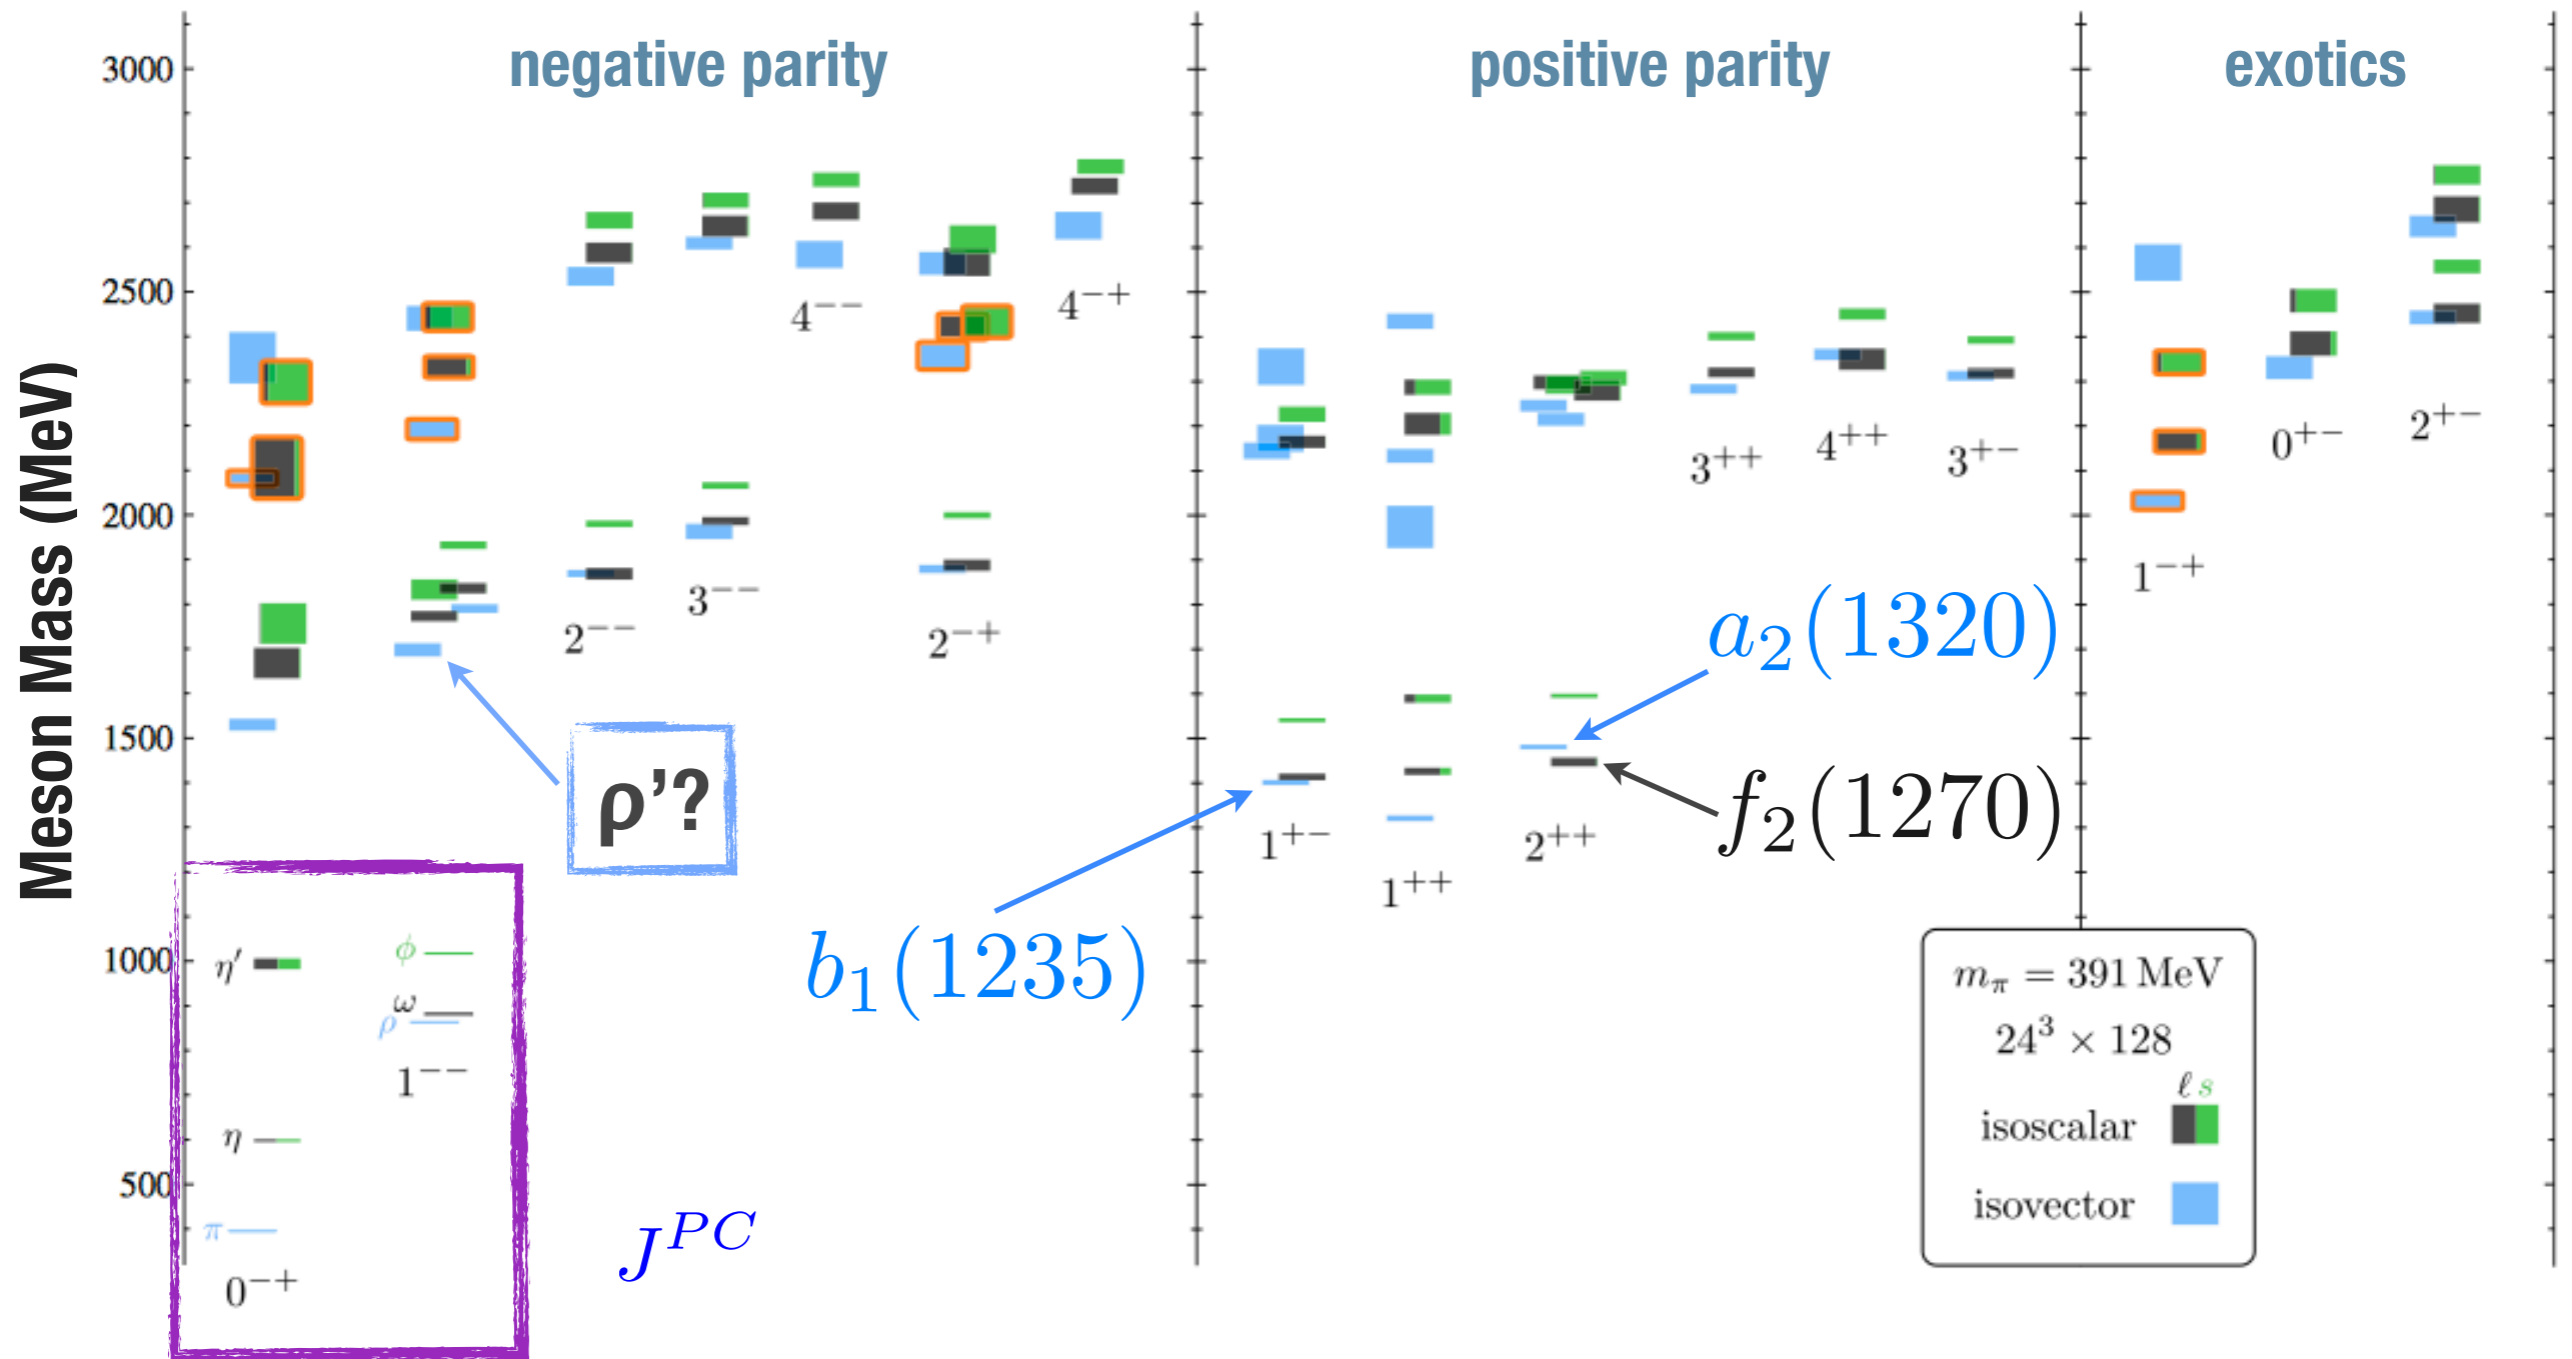 negative parity
positive parity
exotics
Meson Mass (MeV)
3000
2500
2000
1500
1000
500
4⁻⁻
4⁻⁺
3⁻⁻
2⁻⁻
2⁻⁺
3⁺⁺
4⁺⁺
3⁺⁻
0⁺⁻
2⁺⁻
1⁻⁺
a₂(1320)
ρ’?
f₂(1270)
1⁺⁻
2⁺⁺
1⁺⁺
b₁(1235)
η′
ϕ
ω
ρ
1⁻⁻
η
π
0⁻⁺
Jᴾᶜ
m_π = 391 MeV
24³ × 128
ℓ s
isoscalar
isovector